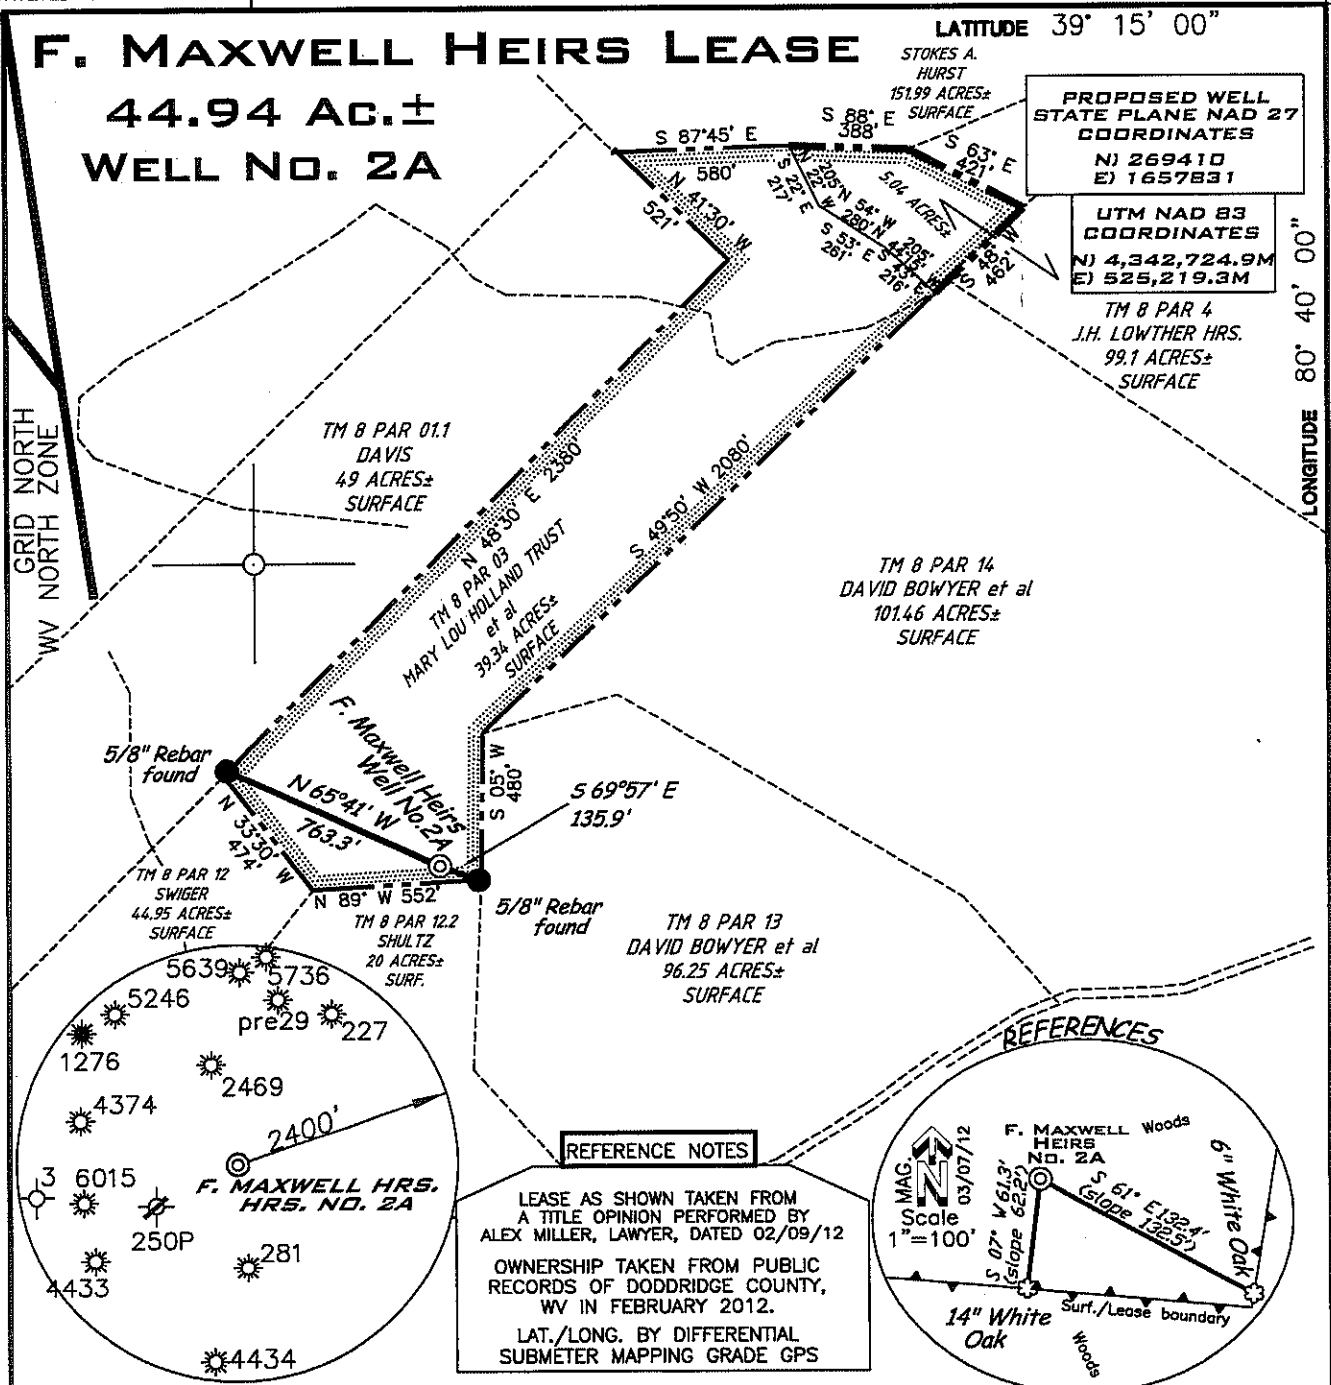 F. MAXWELL HEIRS LEASE
44.94 AC.±
WELL NO. 2A
LATITUDE 39° 15' 00"
STOKES A.
HURST
151.99 ACRES±
SURFACE
PROPOSED WELL
STATE PLANE NAD 27
COORDINATES
N) 269410
E) 1657831
UTM NAD 83
COORDINATES
N) 4,342,724.9M
E) 525,219.3M
LONGITUDE 80° 40' 00"
S 87°45' E
580'
S 88° E
388'
S 63° E
421'
N 41°30' W
521'
N 22° W
205'
S 22° E
217'
N 54° W
280'
S 53° E
261'
N 44°15' W
205'
S 43° E
216'
5.04 ACRES±
S 48° W
462'
TM 8 PAR 4
J.H. LOWTHER HRS.
99.1 ACRES±
SURFACE
GRID NORTH
WV NORTH ZONE
TM 8 PAR 01.1
DAVIS
49 ACRES±
SURFACE
N 48°30' E 2380'
S 49°50' W 2080'
TM 8 PAR 03
MARY LOU HOLLAND TRUST
et al
39.34 ACRES±
SURFACE
TM 8 PAR 14
DAVID BOWYER et al
101.46 ACRES±
SURFACE
5/8" Rebar
found
F. Maxwell Heirs
Well No.2A
N 65°41' W
763.3'
S 05° W
480'
S 69°57' E
135.9'
N 33°30' W
474'
N 89° W 552'
5/8" Rebar
found
TM 8 PAR 12
SWIGER
44.95 ACRES±
SURFACE
TM 8 PAR 12.2
SHULTZ
20 ACRES±
SURF.
TM 8 PAR 13
DAVID BOWYER et al
96.25 ACRES±
SURFACE
5639
5736
5246
pre29
227
1276
2469
4374
2400'
3
6015
F. MAXWELL HRS.
HRS. NO. 2A
250P
281
4433
4434
REFERENCE NOTES
LEASE AS SHOWN TAKEN FROM
A TITLE OPINION PERFORMED BY
ALEX MILLER, LAWYER, DATED 02/09/12
OWNERSHIP TAKEN FROM PUBLIC
RECORDS OF DODDRIDGE COUNTY,
WV IN FEBRUARY 2012.
LAT./LONG. BY DIFFERENTIAL
SUBMETER MAPPING GRADE GPS
REFERENCES
MAG. N 03/07/12
Scale
1"=100'
F. MAXWELL
HEIRS
NO. 2A
Woods
6" White Oak
S 61° E 132.4'
(slope 132.5')
S 07° W 61.3'
(slope 62.2')
14" White
Oak
Surf./Lease boundary
Woods